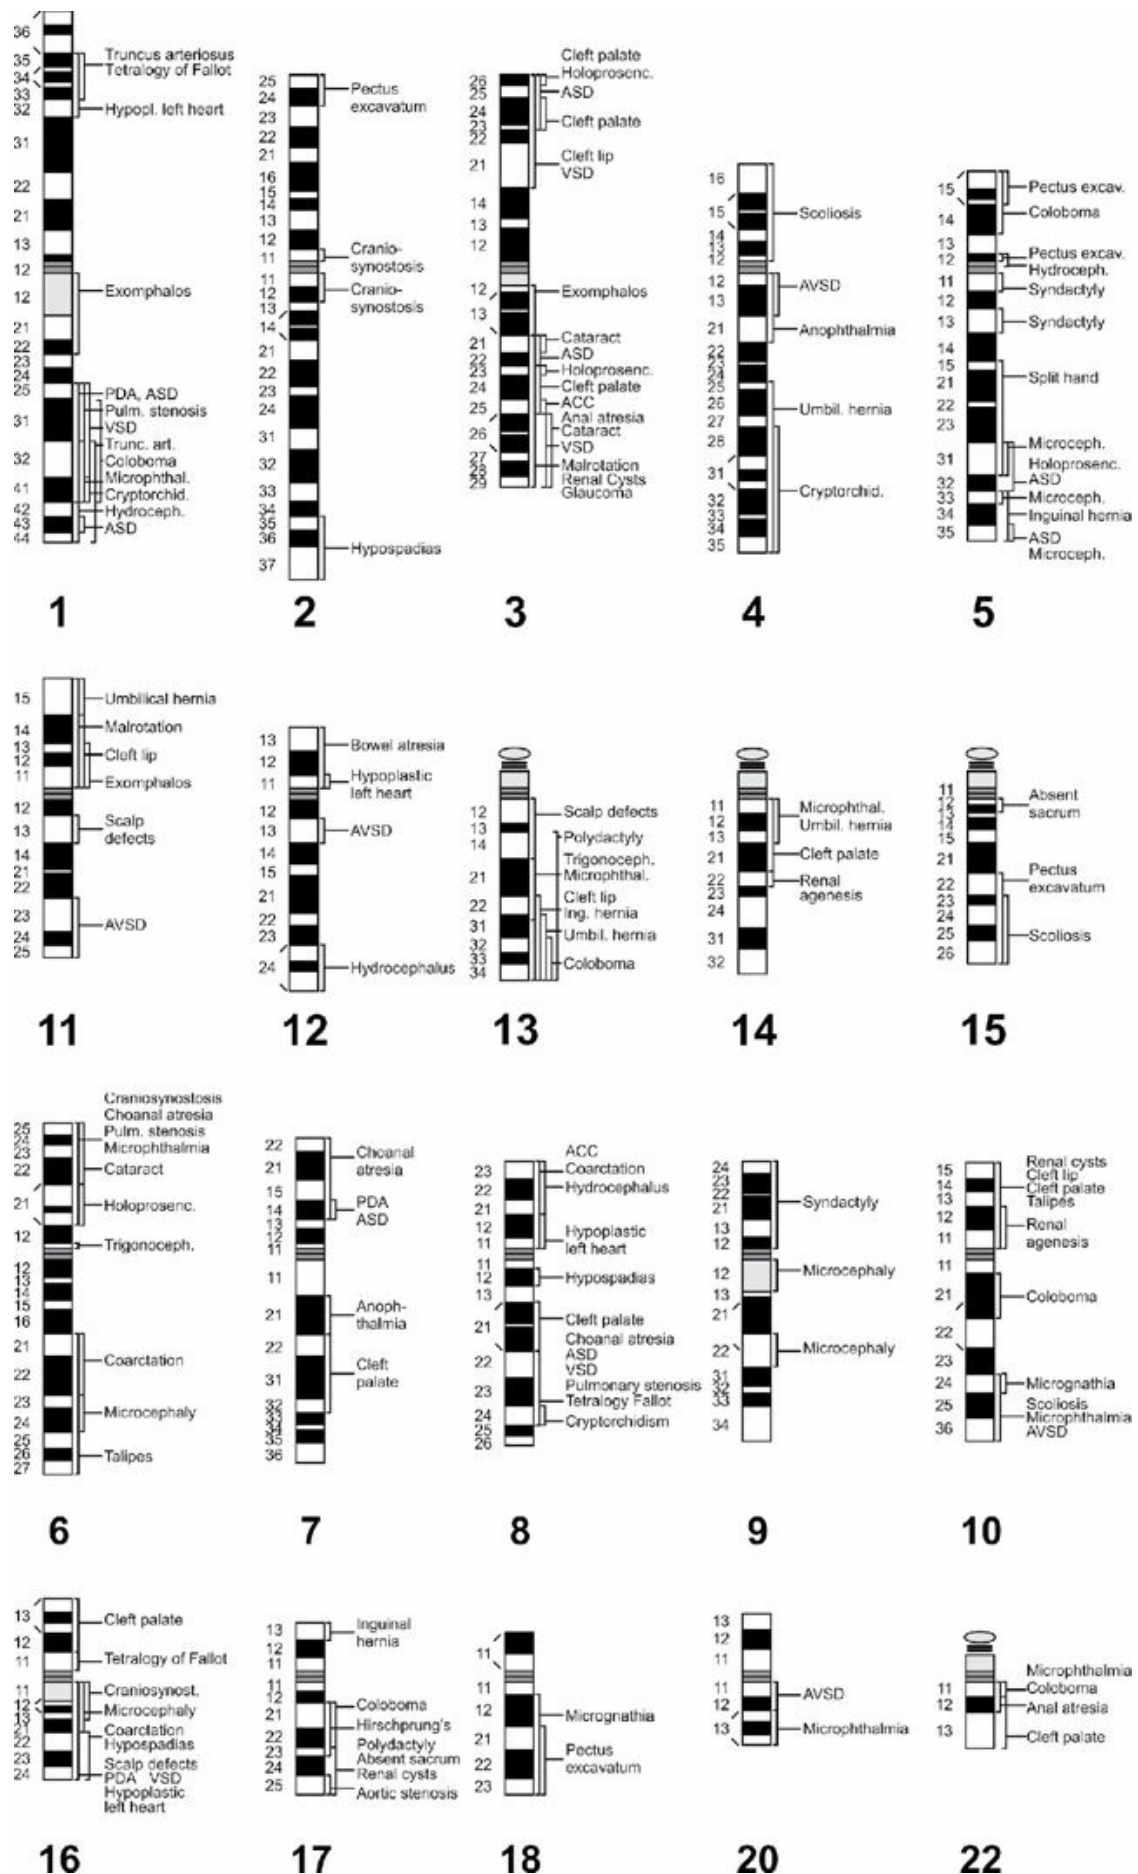 36
35
34
33
32
31
22
21
13
12
12
21
22
23
24
25
31
32
41
42
43
44
Truncus arteriosus
Tetralogy of Fallot
Hypopl. left heart
Exomphalos
PDA, ASD
Pulm. stenosis
VSD
Trunc. art.
Coloboma
Microphthal.
Cryptorchid.
Hydroceph.
ASD
1
25
24
23
22
21
16
15
14
13
12
11
11
12
13
14
21
22
23
24
31
32
33
34
35
36
37
Pectus
excavatum
Cranio-
synostosis
Cranio-
synostosis
Hypospadias
2
26
25
24
23
22
21
14
13
12
12
13
21
22
23
24
25
26
27
28
29
Cleft palate
Holoprosenc.
ASD
Cleft palate
Cleft lip
VSD
Exomphalos
Cataract
ASD
Holoprosenc.
Cleft palate
ACC
Anal atresia
Cataract
VSD
Malrotation
Renal Cysts
Glaucoma
3
16
15
14
13
12
12
13
21
22
23
24
25
26
27
28
31
32
33
34
35
Scoliosis
AVSD
Anophthalmia
Umbil. hernia
Cryptorchid.
4
15
14
13
12
11
12
13
14
15
21
22
23
31
32
33
34
35
Pectus excav.
Coloboma
Pectus excav.
Hydroceph.
Syndactyly
Syndactyly
Split hand
Microceph.
Holoprosenc.
ASD
Microceph.
Inguinal hernia
ASD
Microceph.
5
15
14
13
12
11
12
13
14
21
22
23
24
25
Umbilical hernia
Malrotation
Cleft lip
Exomphalos
Scalp
defects
AVSD
11
13
12
11
12
13
14
15
21
22
23
24
Bowel atresia
Hypoplastic
left heart
AVSD
Hydrocephalus
12
12
13
14
21
22
31
32
33
34
Scalp defects
Polydactyly
Trigonoceph.
Microphthal.
Cleft lip
Ing. hernia
Umbil. hernia
Coloboma
13
11
12
13
21
22
23
24
31
32
Microphthal.
Umbil. hernia
Cleft palate
Renal
agenesis
14
11
12
13
14
15
21
22
23
24
25
26
Absent
sacrum
Pectus
excavatum
Scoliosis
15
25
24
23
22
21
12
12
13
14
15
16
21
22
23
24
25
26
27
Craniosynostosis
Choanal atresia
Pulm. stenosis
Microphthalmia
Cataract
Holoprosenc.
Trigonoceph.
Coarctation
Microcephaly
Talipes
6
22
21
15
14
13
12
11
11
21
22
31
32
33
34
35
36
Choanal
atresia
PDA
ASD
Anoph-
thalmia
Cleft
palate
7
23
22
21
12
11
11
12
13
21
22
23
24
25
26
ACC
Coarctation
Hydrocephalus
Hypoplastic
left heart
Hypospadias
Cleft palate
Choanal atresia
ASD
VSD
Pulmonary stenosis
Tetralogy Fallot
Cryptorchidism
8
24
23
22
21
13
12
12
13
21
22
31
32
33
34
Syndactyly
Microcephaly
Microcephaly
9
15
14
13
12
11
11
21
22
23
24
25
36
Renal cysts
Cleft lip
Cleft palate
Talipes
Renal
agenesis
Coloboma
Micrognathia
Scoliosis
Microphthalmia
AVSD
10
13
12
11
11
12
13
21
22
23
24
Cleft palate
Tetralogy of Fallot
Craniosynost.
Microcephaly
Coarctation
Hypospadias
Scalp defects
PDA VSD
Hypoplastic
left heart
16
13
12
11
11
12
21
22
23
24
25
Inguinal
hernia
Coloboma
Hirschprung's
Polydactyly
Absent sacrum
Renal cysts
Aortic stenosis
17
11
11
12
21
22
23
Micrognathia
Pectus
excavatum
18
13
12
11
11
12
13
AVSD
Microphthalmia
20
11
12
13
Microphthalmia
Coloboma
Anal atresia
Cleft palate
22